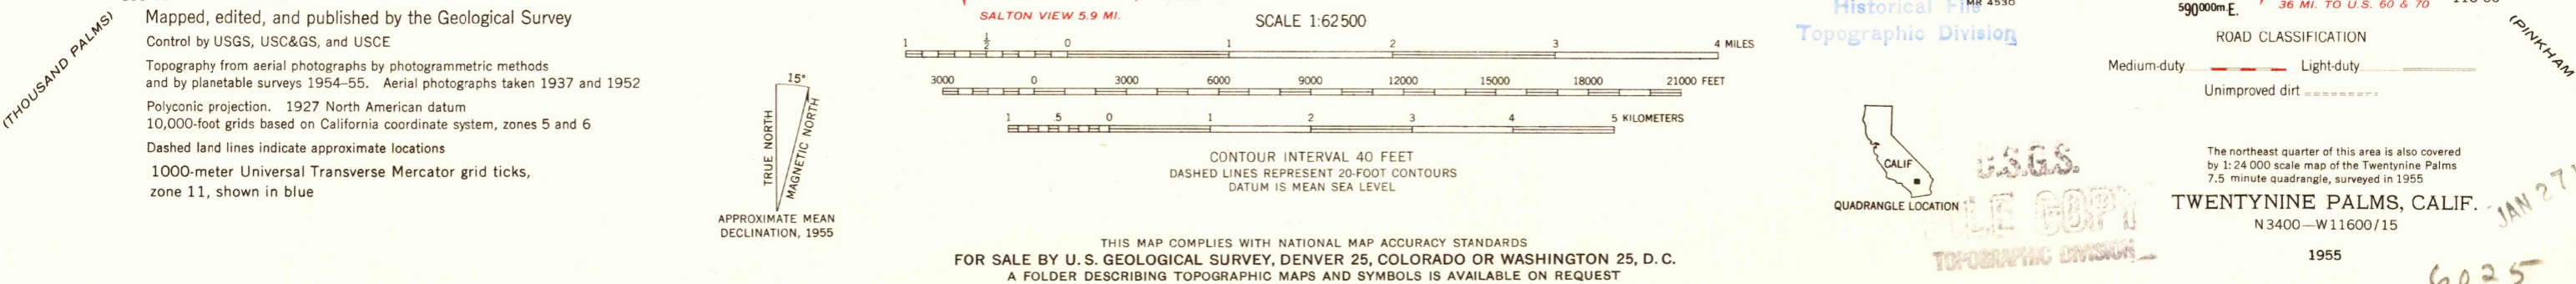 (THOUSAND PALMS)
Mapped, edited, and published by the Geological Survey
Control by USGS, USC&GS, and USCE
Topography from aerial photographs by photogrammetric methods
and by planetable surveys 1954–55. Aerial photographs taken 1937 and 1952
Polyconic projection. 1927 North American datum
10,000-foot grids based on California coordinate system, zones 5 and 6
Dashed land lines indicate approximate locations
1000-meter Universal Transverse Mercator grid ticks,
zone 11, shown in blue
15°
TRUE NORTH
MAGNETIC NORTH
APPROXIMATE MEAN
DECLINATION, 1955
SALTON VIEW 5.9 MI.
SCALE 1:62500
1 ½ 0 1 2 3 4 MILES
3000 0 3000 6000 9000 12000 15000 18000 21000 FEET
1 .5 0 1 2 3 4 5 KILOMETERS
CONTOUR INTERVAL 40 FEET
DASHED LINES REPRESENT 20-FOOT CONTOURS
DATUM IS MEAN SEA LEVEL
THIS MAP COMPLIES WITH NATIONAL MAP ACCURACY STANDARDS
FOR SALE BY U.S. GEOLOGICAL SURVEY, DENVER 25, COLORADO OR WASHINGTON 25, D.C.
A FOLDER DESCRIBING TOPOGRAPHIC MAPS AND SYMBOLS IS AVAILABLE ON REQUEST
Historical File
Topographic Division
MR 4530
CALIF
QUADRANGLE LOCATION
U.S.G.S.
FILE COPY
TOPOGRAPHIC DIVISION
590000m.E.
36 MI. TO U.S. 60 & 70
(PINKHAM
ROAD CLASSIFICATION
Medium-duty Light-duty
Unimproved dirt
The northeast quarter of this area is also covered
by 1:24 000 scale map of the Twentynine Palms
7.5 minute quadrangle, surveyed in 1955
TWENTYNINE PALMS, CALIF.
N3400—W11600/15
1955
JAN 27
6025